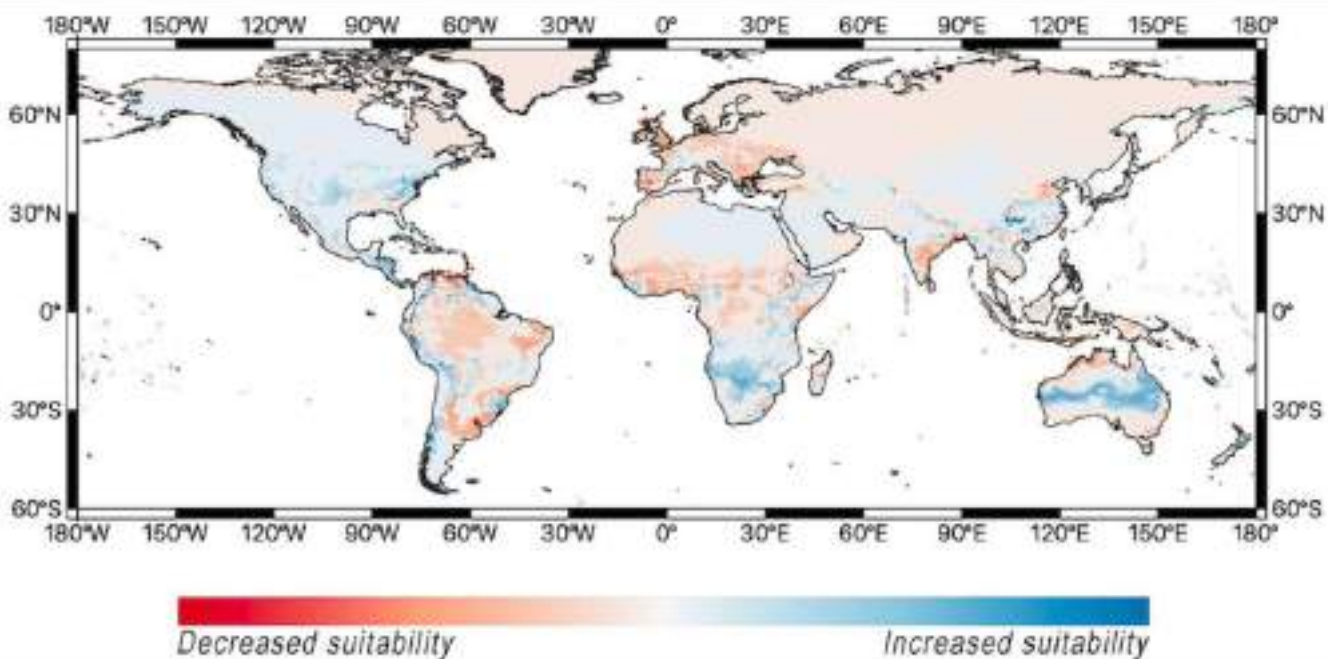 180°W 150°W 120°W 90°W 60°W 30°W 0° 30°E 60°E 90°E 120°E 150°E 180°
60°N 60°N
30°N 30°N
0° 0°
30°S 30°S
60°S 60°S
180°W 150°W 120°W 90°W 60°W 30°W 0° 30°E 60°E 90°E 120°E 150°E 180°
Decreased suitability Increased suitability